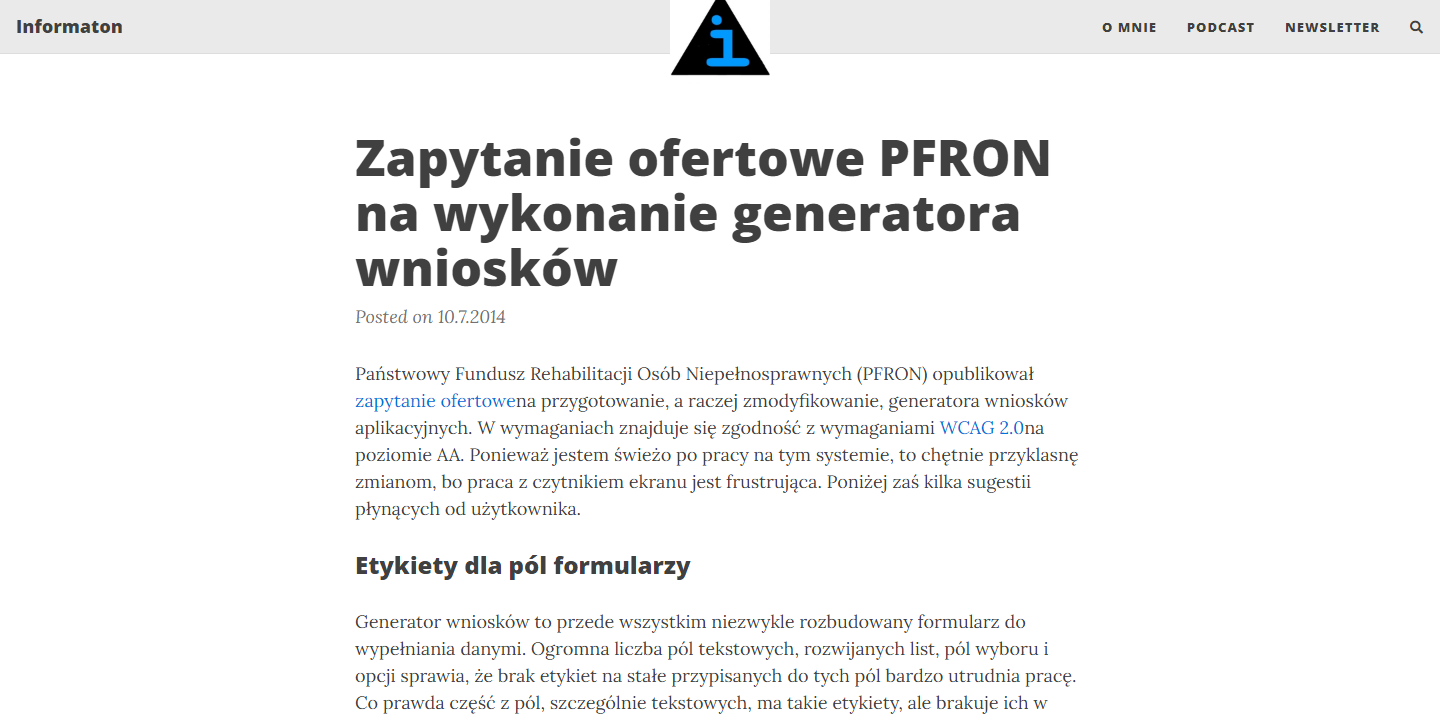 Informaton
i
O MNIE
PODCAST
NEWSLETTER
Zapytanie ofertowe PFRON
na wykonanie generatora
wniosków
Posted on 10.7.2014
Państwowy Fundusz Rehabilitacji Osób Niepełnosprawnych (PFRON) opublikował
zapytanie ofertowena przygotowanie, a raczej zmodyfikowanie, generatora wniosków
aplikacyjnych. W wymaganiach znajduje się zgodność z wymaganiami WCAG 2.0na
poziomie AA. Ponieważ jestem świeżo po pracy na tym systemie, to chętnie przyklasnę
zmianom, bo praca z czytnikiem ekranu jest frustrująca. Poniżej zaś kilka sugestii
płynących od użytkownika.
Etykiety dla pól formularzy
Generator wniosków to przede wszystkim niezwykle rozbudowany formularz do
wypełniania danymi. Ogromna liczba pól tekstowych, rozwijanych list, pól wyboru i
opcji sprawia, że brak etykiet na stałe przypisanych do tych pól bardzo utrudnia pracę.
Co prawda część z pól, szczególnie tekstowych, ma takie etykiety, ale brakuje ich w